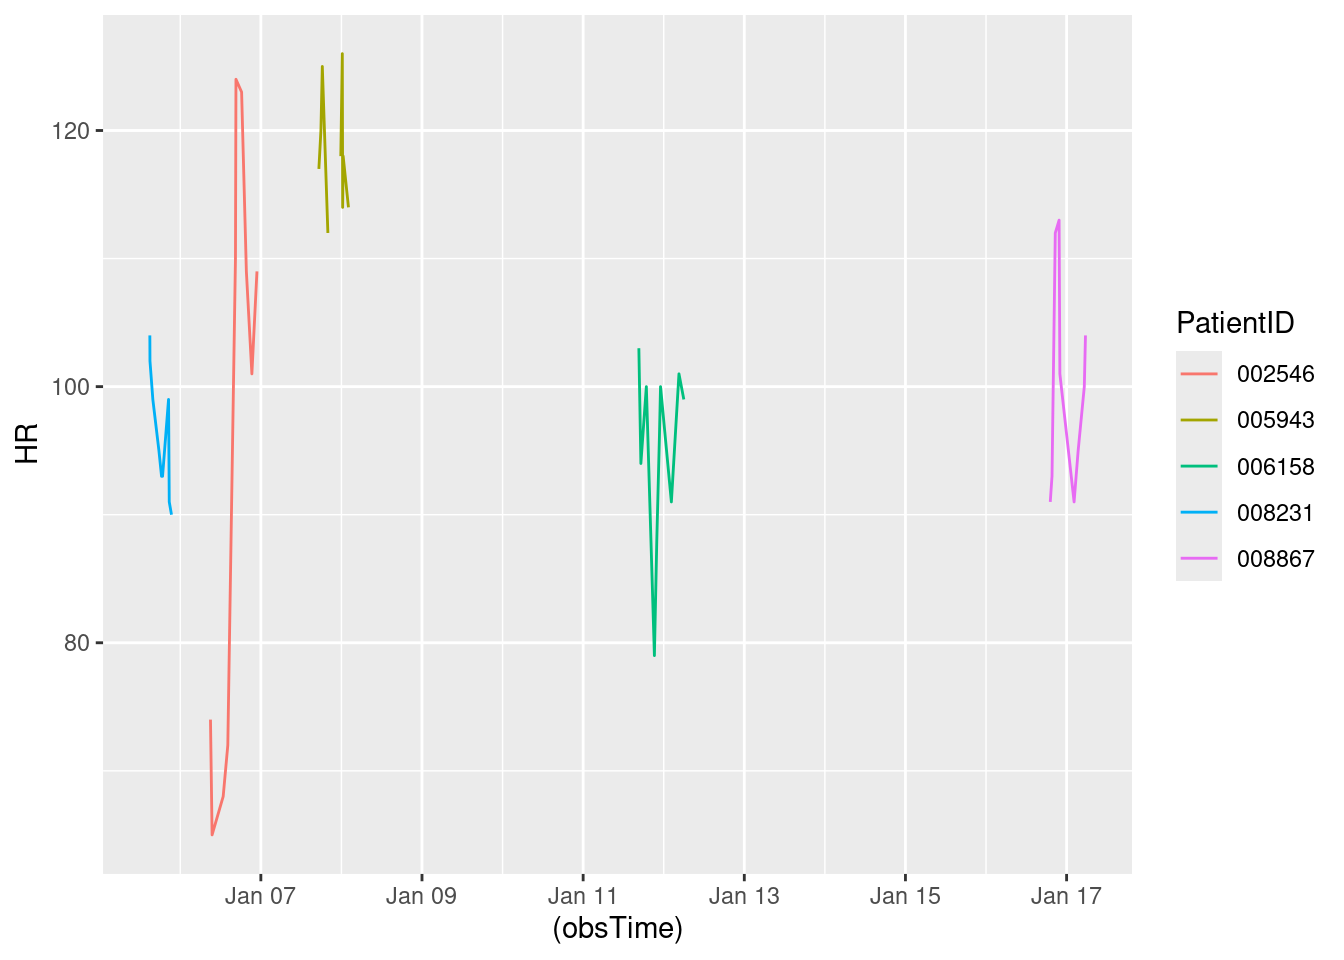 120
100
80
HR
Jan 07
Jan 09
Jan 11
Jan 13
Jan 15
Jan 17
(obsTime)
PatientID
002546
005943
006158
008231
008867